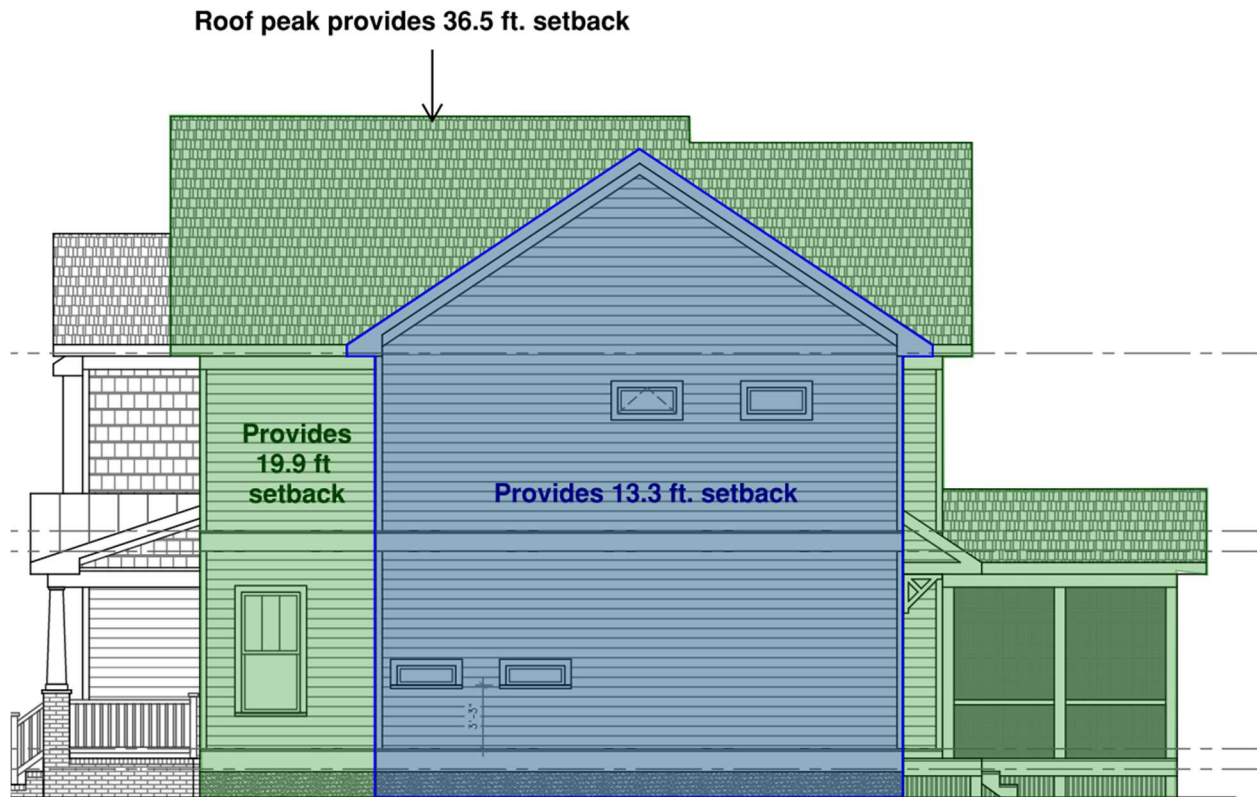 Roof peak provides 36.5 ft. setback
Provides
19.9 ft
setback
Provides 13.3 ft. setback
3'-3"